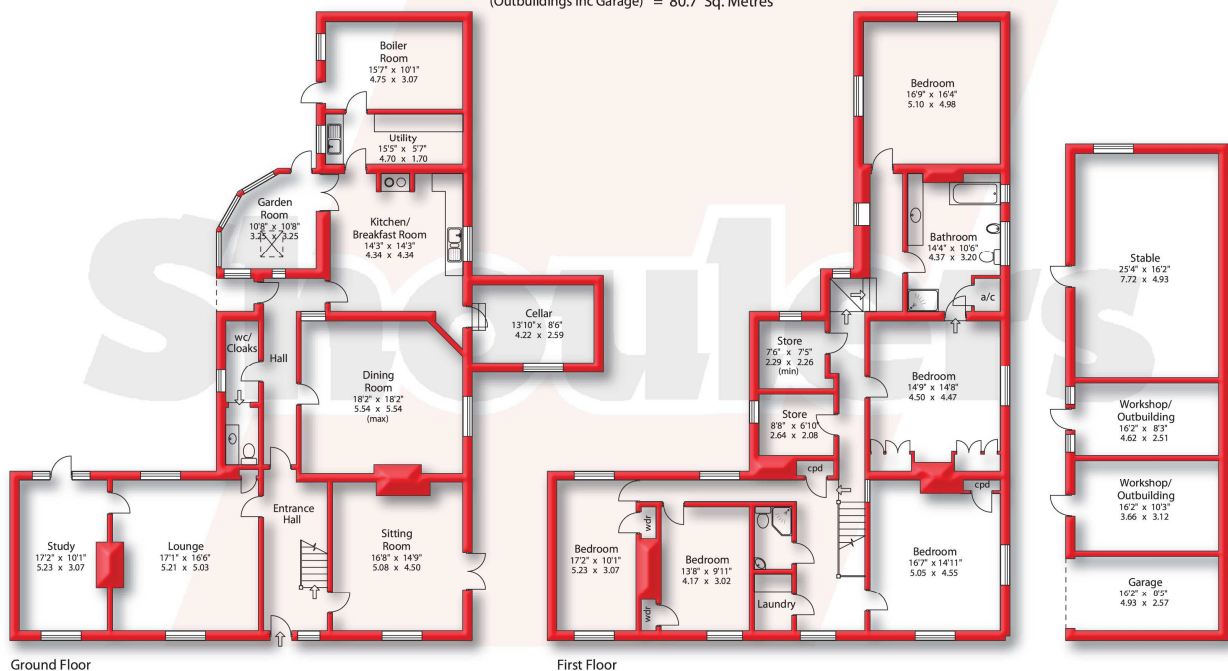 (Outbuildings Inc Garage) = 80.7 Sq. Metres
Boiler
Room
15'7" x 10'1"
4.75 x 3.07
Utility
15'5" x 5'7"
4.70 x 1.70
Garden
Room
10'8" x 10'8"
3.25 x 3.25
Kitchen/
Breakfast Room
14'3" x 14'3"
4.34 x 4.34
Cellar
13'10" x 8'6"
4.22 x 2.59
wc/
Cloaks
Hall
Dining
Room
18'2" x 18'2"
5.54 x 5.54
(max)
Study
17'2" x 10'1"
5.23 x 3.07
Lounge
17'1" x 16'6"
5.21 x 5.03
Entrance
Hall
Sitting
Room
16'8" x 14'9"
5.08 x 4.50
Ground Floor
Bedroom
16'9" x 16'4"
5.10 x 4.98
Bathroom
14'4" x 10'6"
4.37 x 3.20
a/c
Store
7'6" x 7'5"
2.29 x 2.26
(min)
Store
8'8" x 6'10"
2.64 x 2.08
Bedroom
14'9" x 14'8"
4.50 x 4.47
cpd
cpd
Bedroom
17'2" x 10'1"
5.23 x 3.07
wdr
wdr
Bedroom
13'8" x 9'11"
4.17 x 3.02
Laundry
Bedroom
16'7" x 14'11"
5.05 x 4.55
First Floor
Stable
25'4" x 16'2"
7.72 x 4.93
Workshop/
Outbuilding
16'2" x 8'3"
4.62 x 2.51
Workshop/
Outbuilding
16'2" x 10'3"
3.66 x 3.12
Garage
16'2" x 0'5"
4.93 x 2.57
Shoulers